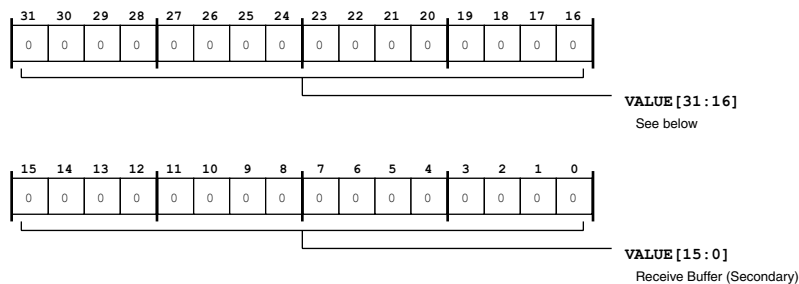 31 30 29 28 27 26 25 24 23 22 21 20 19 18 17 16
0 0 0 0 0 0 0 0 0 0 0 0 0 0 0 0
VALUE[31:16]
See below
15 14 13 12 11 10 9 8 7 6 5 4 3 2 1 0
0 0 0 0 0 0 0 0 0 0 0 0 0 0 0 0
VALUE[15:0]
Receive Buffer (Secondary)